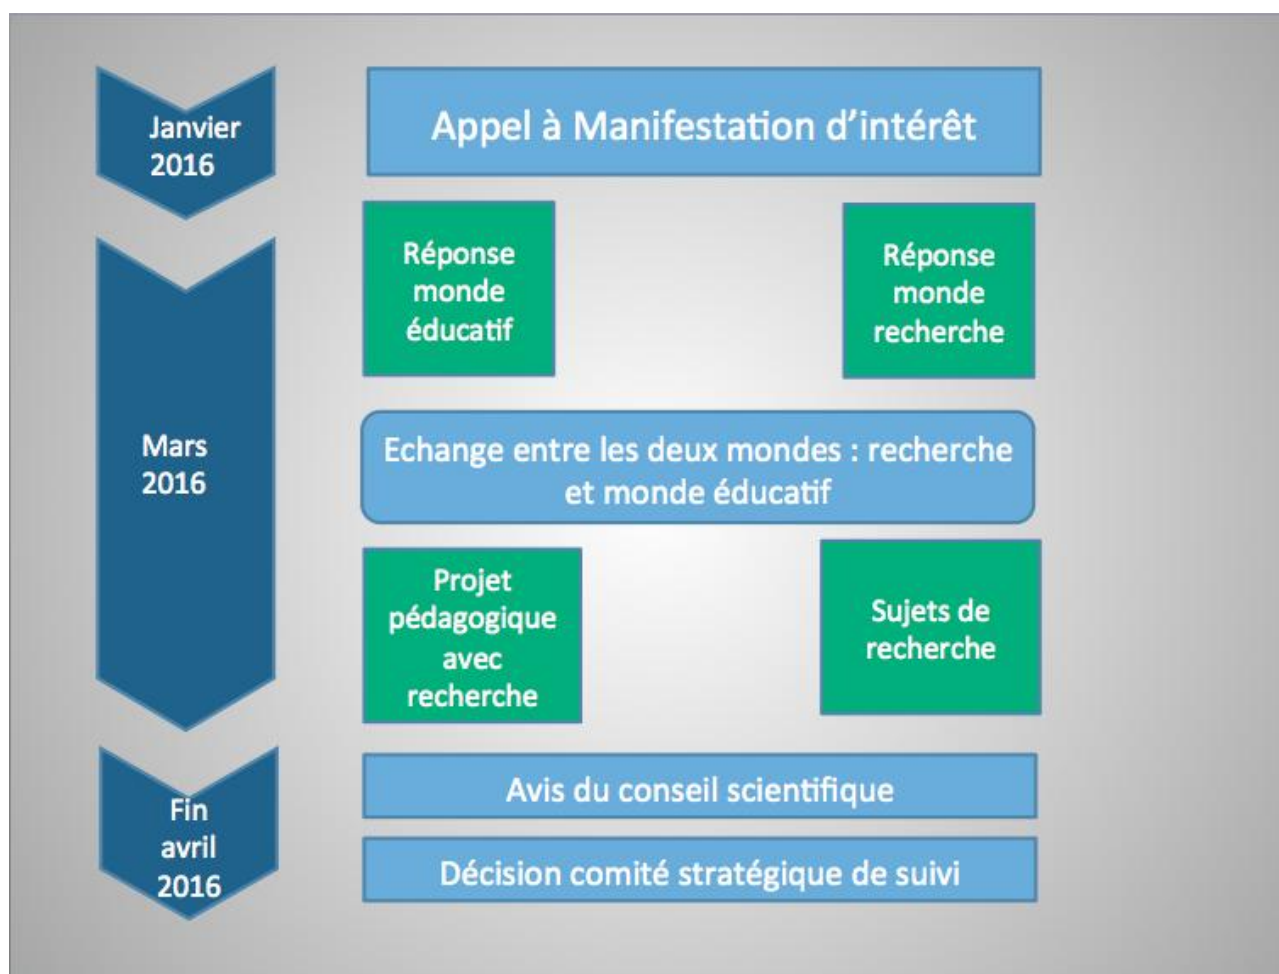 Janvier
2016
Appel à Manifestation d'intérêt
Réponse
monde
éducatif
Réponse
monde
recherche
Mars
2016
Echange entre les deux mondes : recherche
et monde éducatif
Projet
pédagogique
avec
recherche
Sujets de
recherche
Fin
avril
2016
Avis du conseil scientifique
Décision comité stratégique de suivi